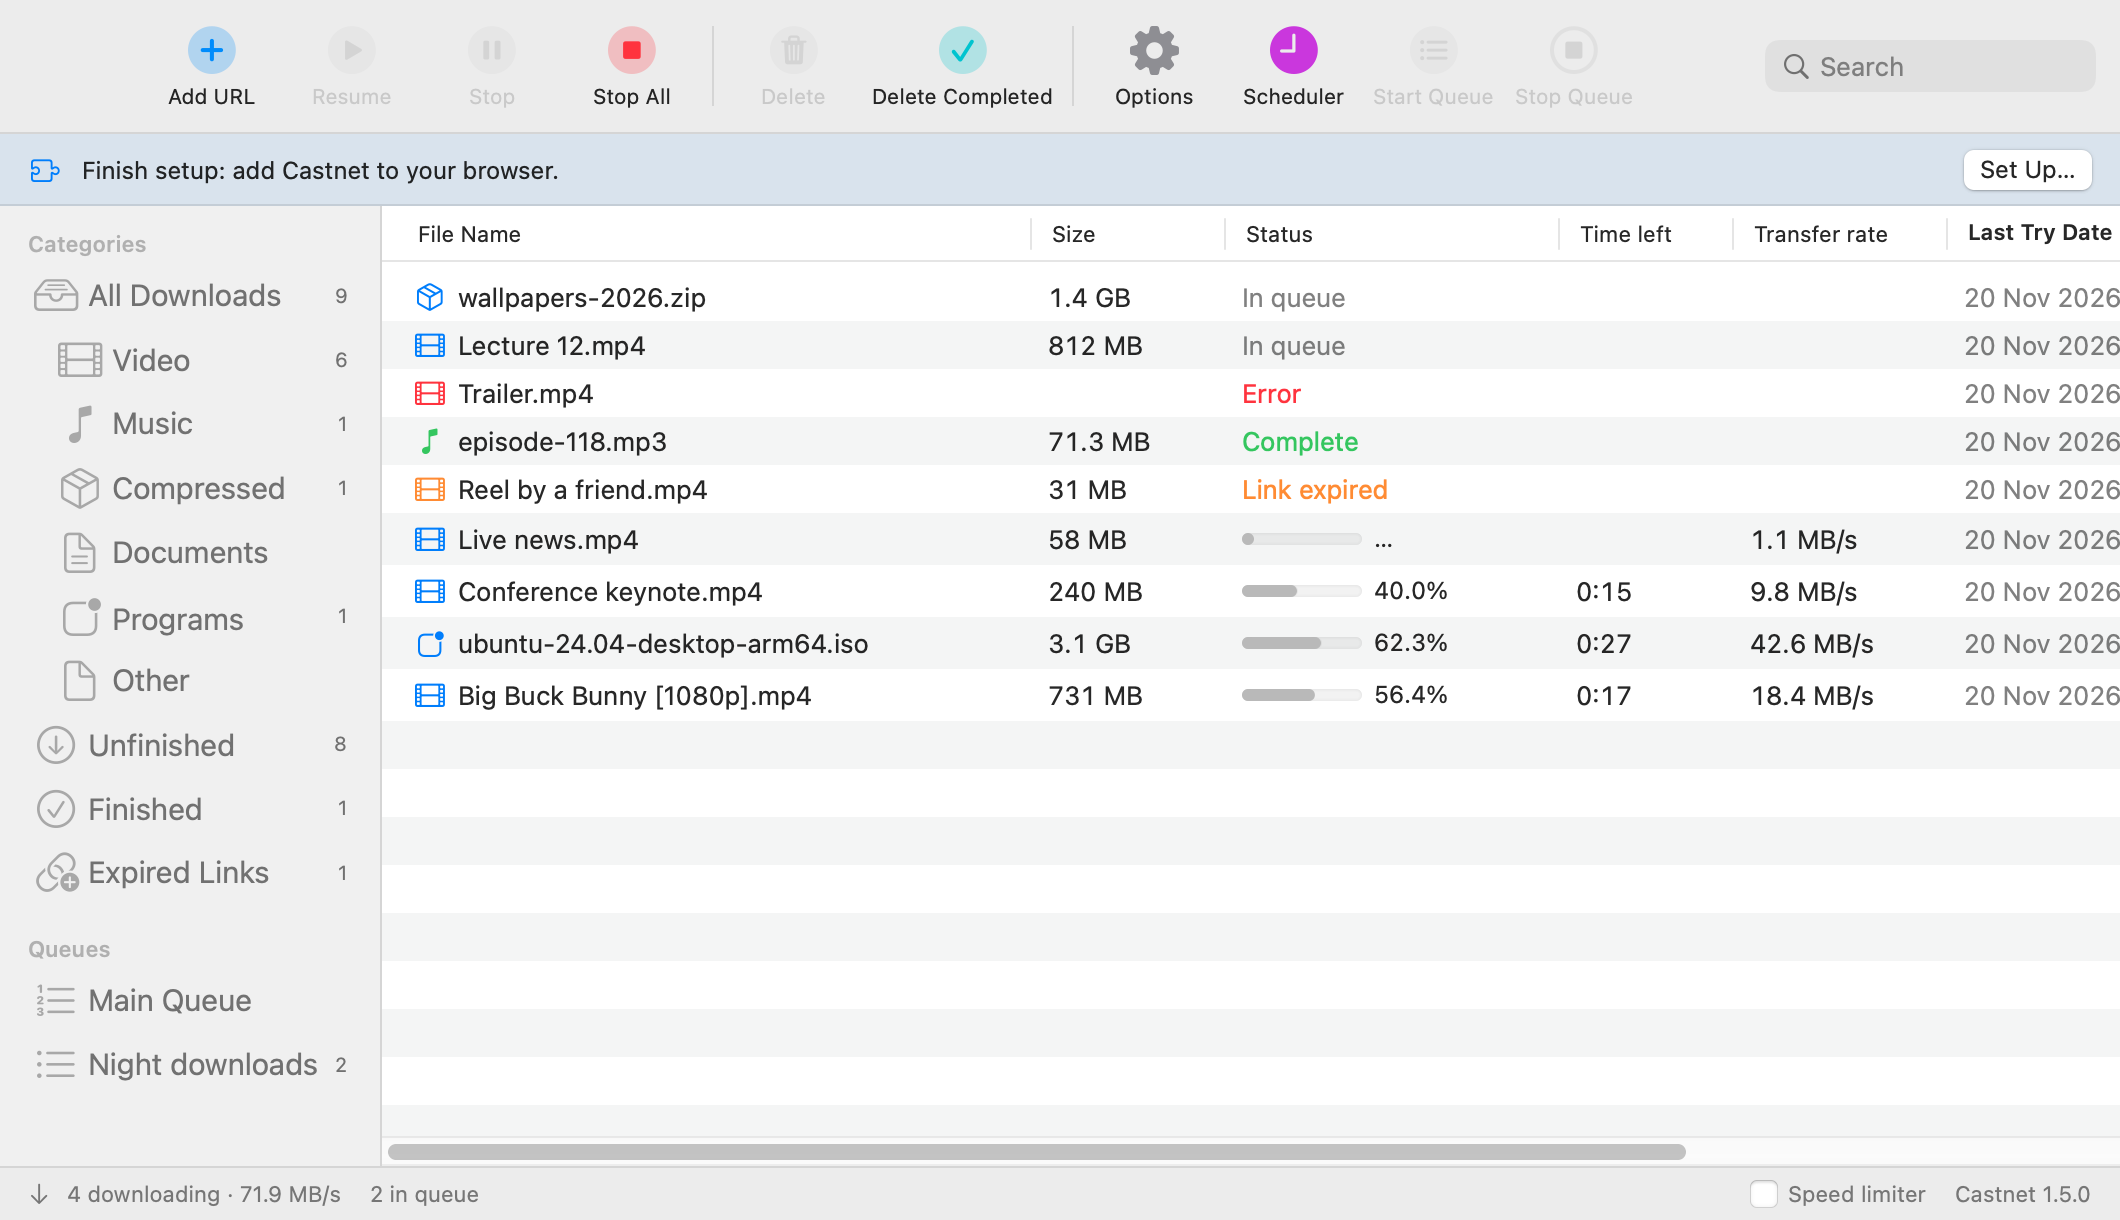 Add URL Resume Stop Stop All Delete Delete Completed Options Scheduler Start Queue Stop Queue Search
Finish setup: add Castnet to your browser. Set Up...
Categories
All Downloads 9
Video 6
Music 1
Compressed 1
Documents
Programs 1
Other
Unfinished 8
Finished 1
Expired Links 1
Queues
Main Queue
Night downloads 2
File Name Size Status Time left Transfer rate Last Try Date
wallpapers-2026.zip 1.4 GB In queue 20 Nov 2026
Lecture 12.mp4 812 MB In queue 20 Nov 2026
Trailer.mp4 Error 20 Nov 2026
episode-118.mp3 71.3 MB Complete 20 Nov 2026
Reel by a friend.mp4 31 MB Link expired 20 Nov 2026
Live news.mp4 58 MB ... 1.1 MB/s 20 Nov 2026
Conference keynote.mp4 240 MB 40.0% 0:15 9.8 MB/s 20 Nov 2026
ubuntu-24.04-desktop-arm64.iso 3.1 GB 62.3% 0:27 42.6 MB/s 20 Nov 2026
Big Buck Bunny [1080p].mp4 731 MB 56.4% 0:17 18.4 MB/s 20 Nov 2026
4 downloading · 71.9 MB/s 2 in queue Speed limiter Castnet 1.5.0